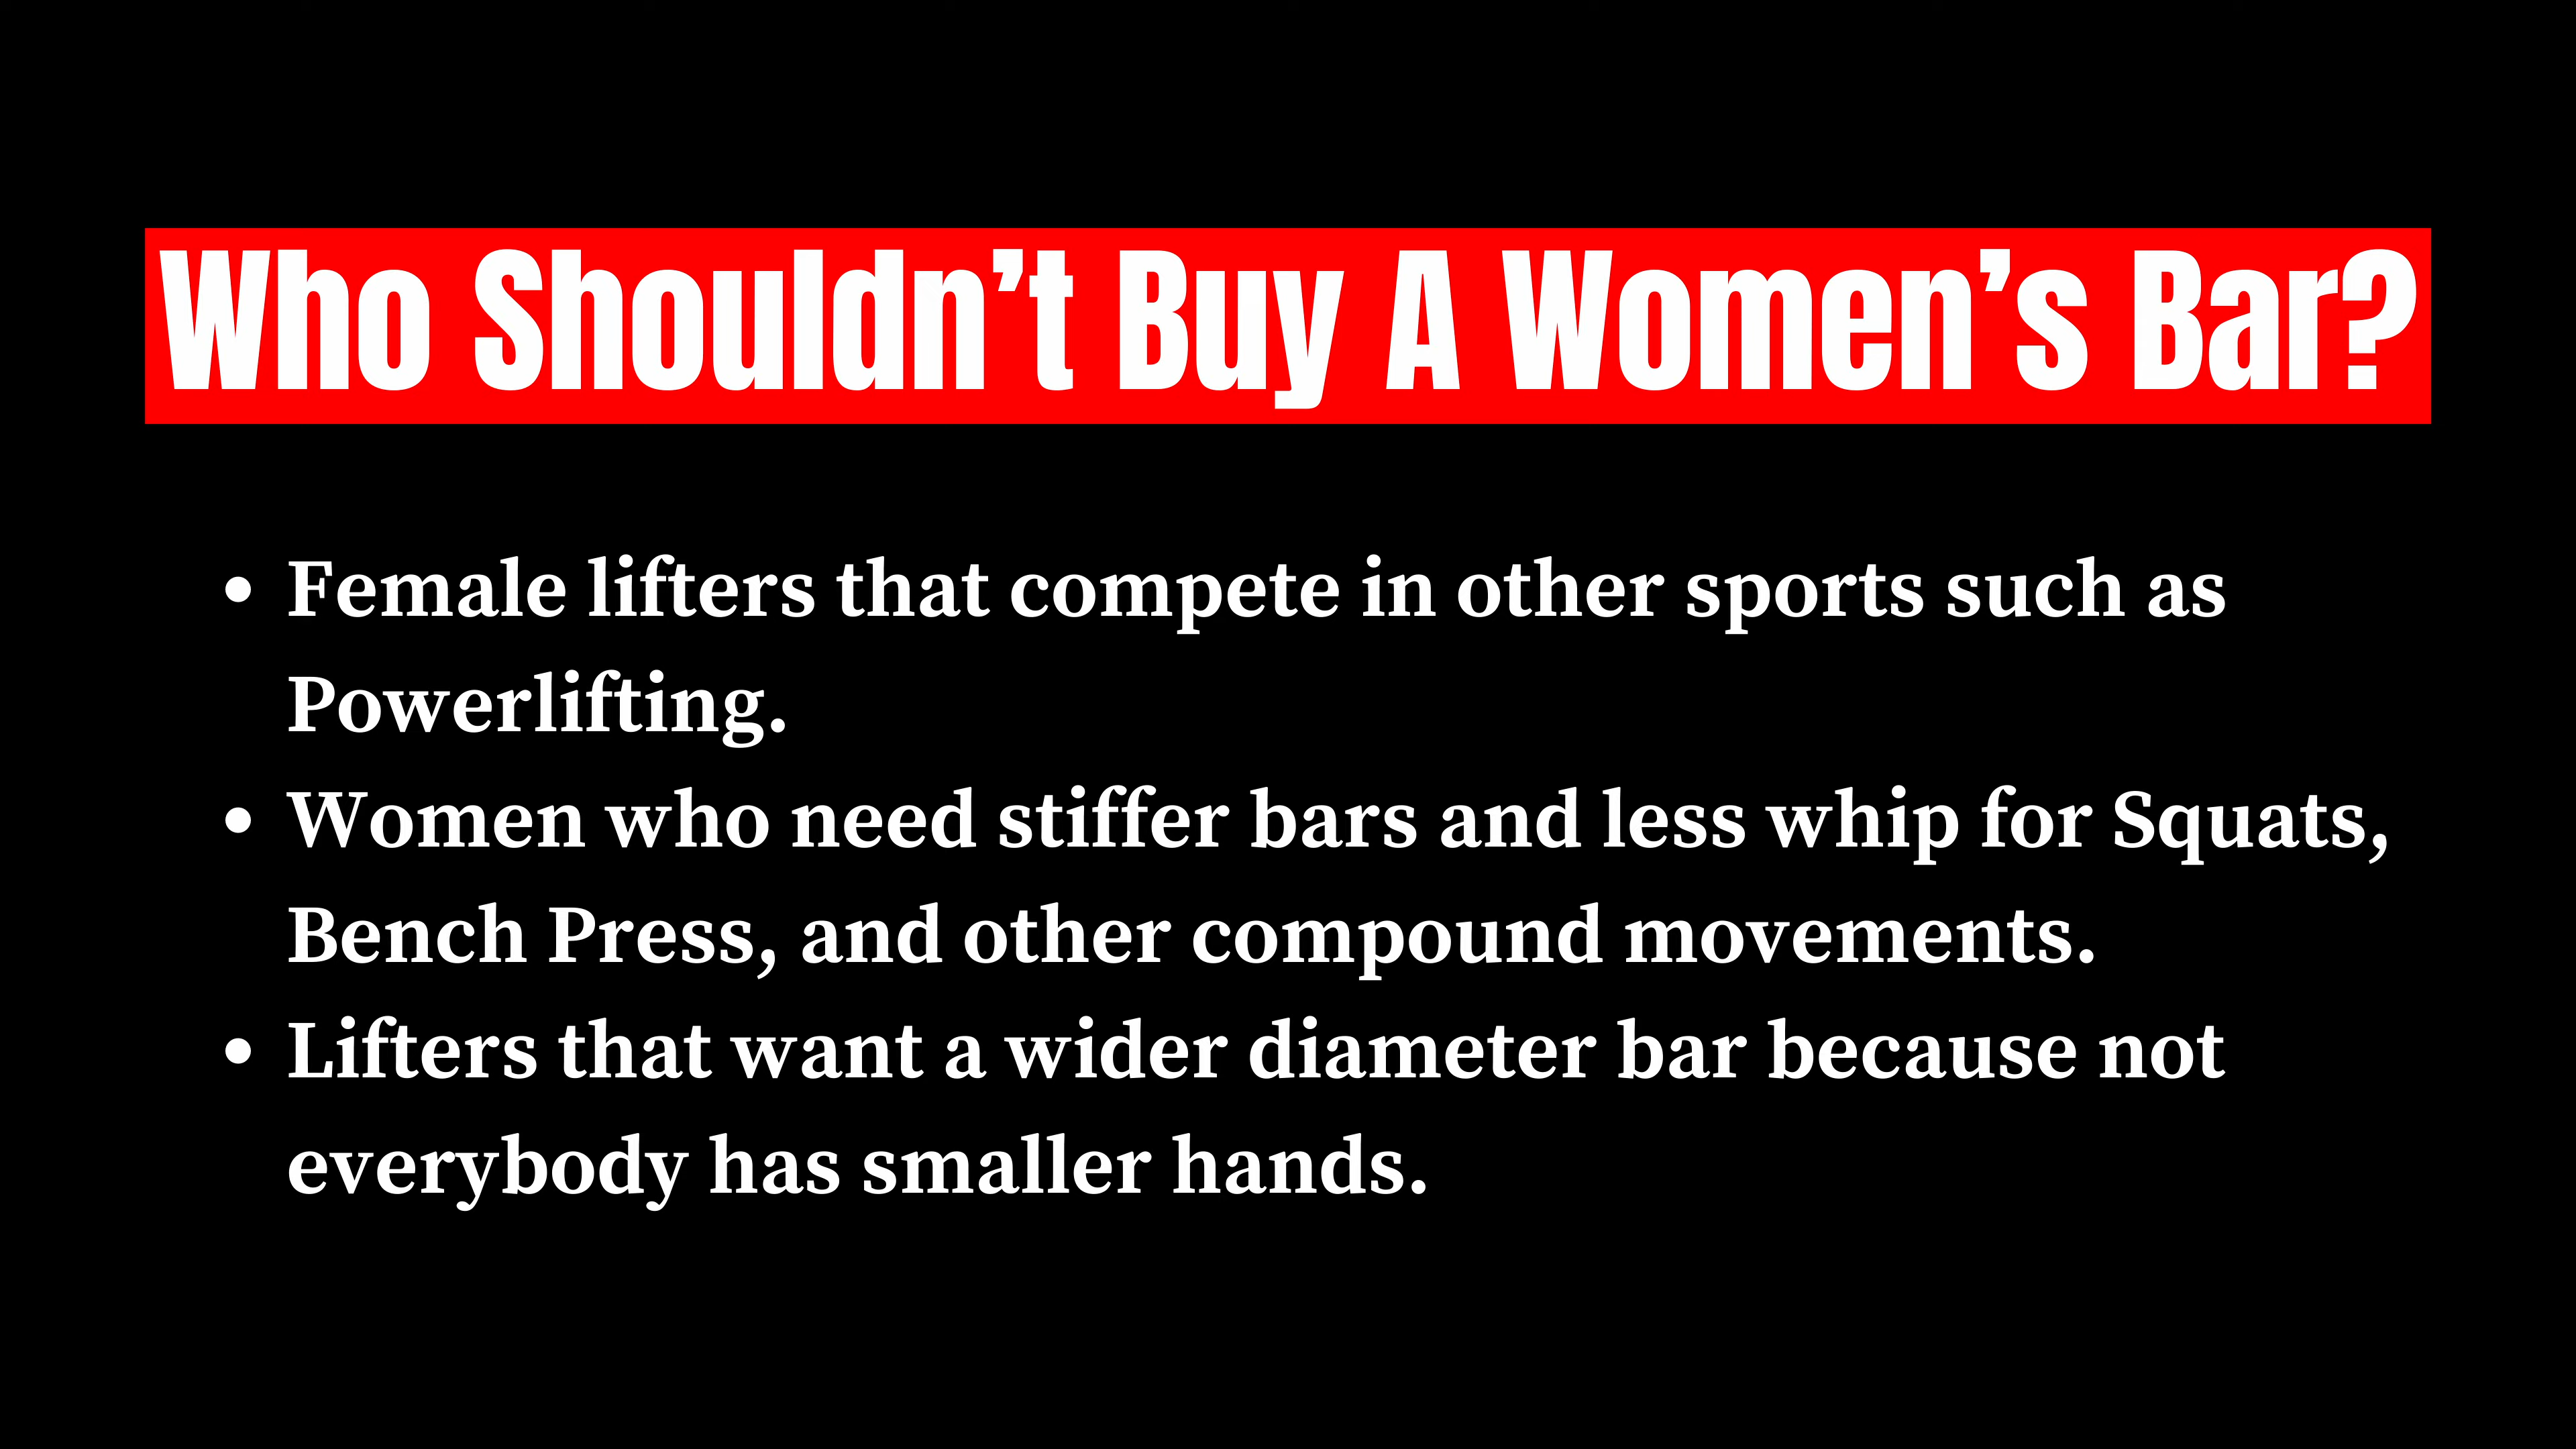 Who Shouldn’t Buy A Women’s Bar?
• Female lifters that compete in other sports such as
Powerlifting.
• Women who need stiffer bars and less whip for Squats,
Bench Press, and other compound movements.
• Lifters that want a wider diameter bar because not
everybody has smaller hands.